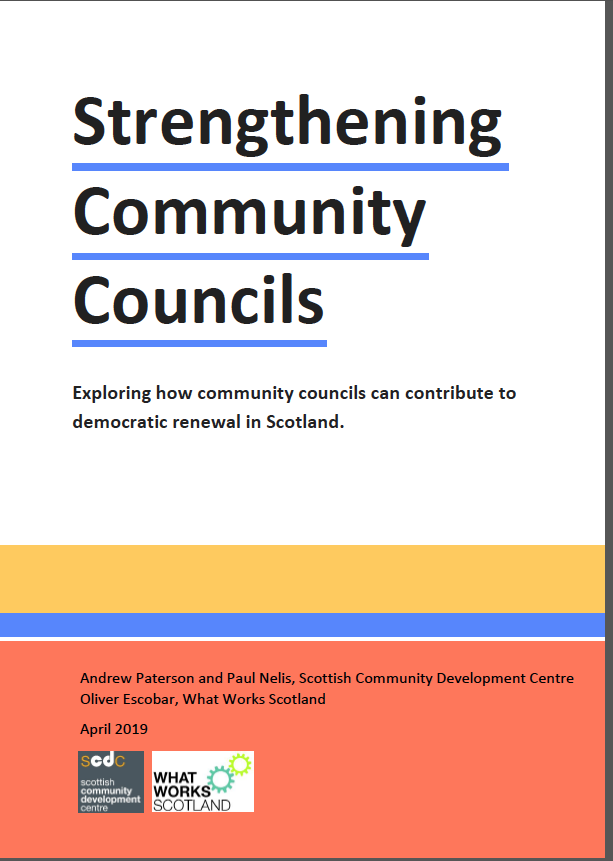 Strengthening
Community
Councils
Exploring how community councils can contribute to
democratic renewal in Scotland.
Andrew Paterson and Paul Nelis, Scottish Community Development Centre
Oliver Escobar, What Works Scotland
April 2019
scdc
scottish
community
development
centre
WHAT
WORKS
SCOTLAND